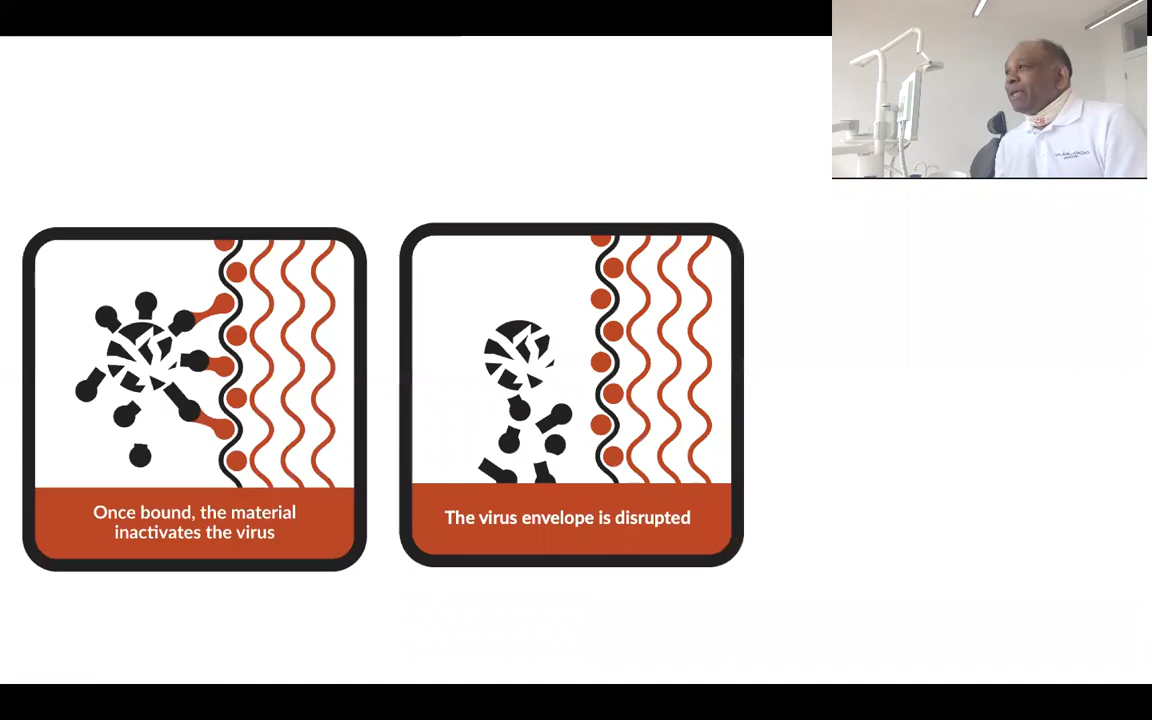 Once bound, the material
inactivates the virus
The virus envelope is disrupted